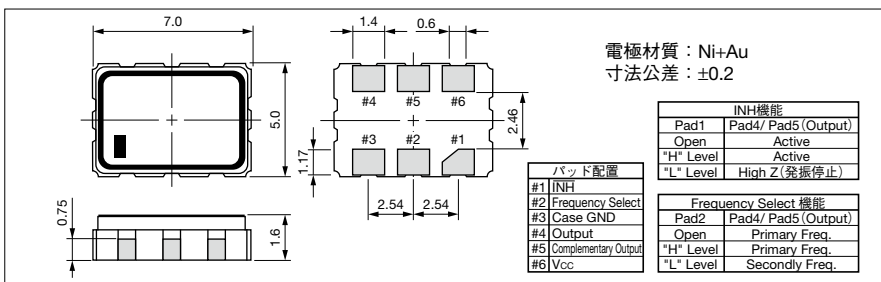 7.0
5.0
0.75
1.6
1.4
0.6
#4
#5
#6
#3
#2
#1
2.46
1.17
2.54
2.54
電極材質：Ni+Au
寸法公差：±0.2
パッド配置
#1 INH
#2 Frequency Select
#3 Case GND
#4 Output
#5 Complementary Output
#6 Vcc
INH機能
Pad1 Pad4/ Pad5(Output)
Open Active
"H" Level Active
"L" Level High Z(発振停止)
Frequency Select 機能
Pad2 Pad4/ Pad5(Output)
Open Primary Freq.
"H" Level Primary Freq.
"L" Level Secondly Freq.